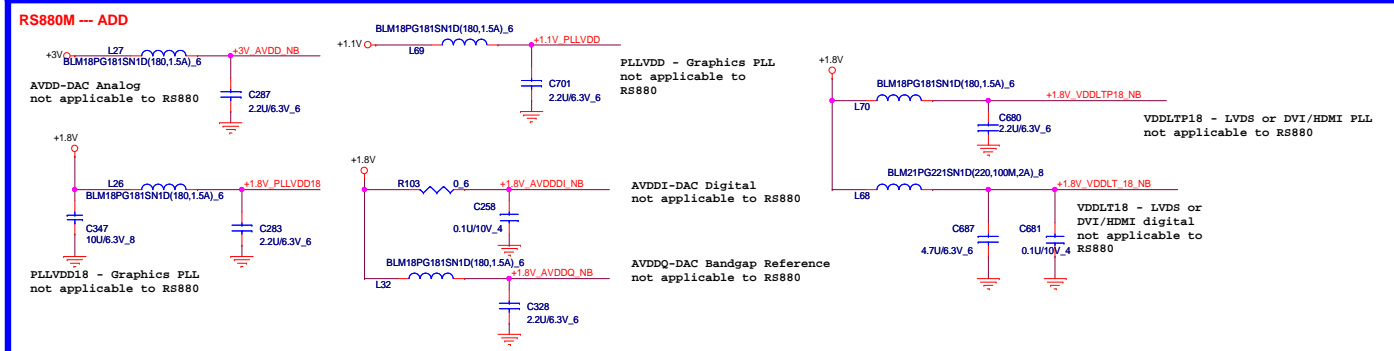 RS880M --- ADD
+3V
L27
BLM18PG181SN1D(180,1.5A)_6
+3V_AVDD_NB
C287
2.2U/6.3V_6
AVDD-DAC Analog
not applicable to RS880
+1.1V
BLM18PG181SN1D(180,1.5A)_6
L69
+1.1V_PLLVDD
C701
2.2U/6.3V_6
PLLVDD - Graphics PLL
not applicable to
RS880
+1.8V
BLM18PG181SN1D(180,1.5A)_6
L70
+1.8V_VDDLTP18_NB
C680
2.2U/6.3V_6
VDDLTP18 - LVDS or DVI/HDMI PLL
not applicable to RS880
BLM21PG221SN1D(220,100M,2A)_8
L68
+1.8V_VDDLT_18_NB
C687
4.7U/6.3V_6
C681
0.1U/10V_4
VDDLT18 - LVDS or
DVI/HDMI digital
not applicable to
RS880
+1.8V
L26
BLM18PG181SN1D(180,1.5A)_6
+1.8V_PLLVDD18
C347
10U/6.3V_8
C283
2.2U/6.3V_6
PLLVDD18 - Graphics PLL
not applicable to RS880
+1.8V
R103
0_6
+1.8V_AVDDDI_NB
C258
0.1U/10V_4
AVDDI-DAC Digital
not applicable to RS880
BLM18PG181SN1D(180,1.5A)_6
L32
+1.8V_AVDDQ_NB
C328
2.2U/6.3V_6
AVDDQ-DAC Bandgap Reference
not applicable to RS880